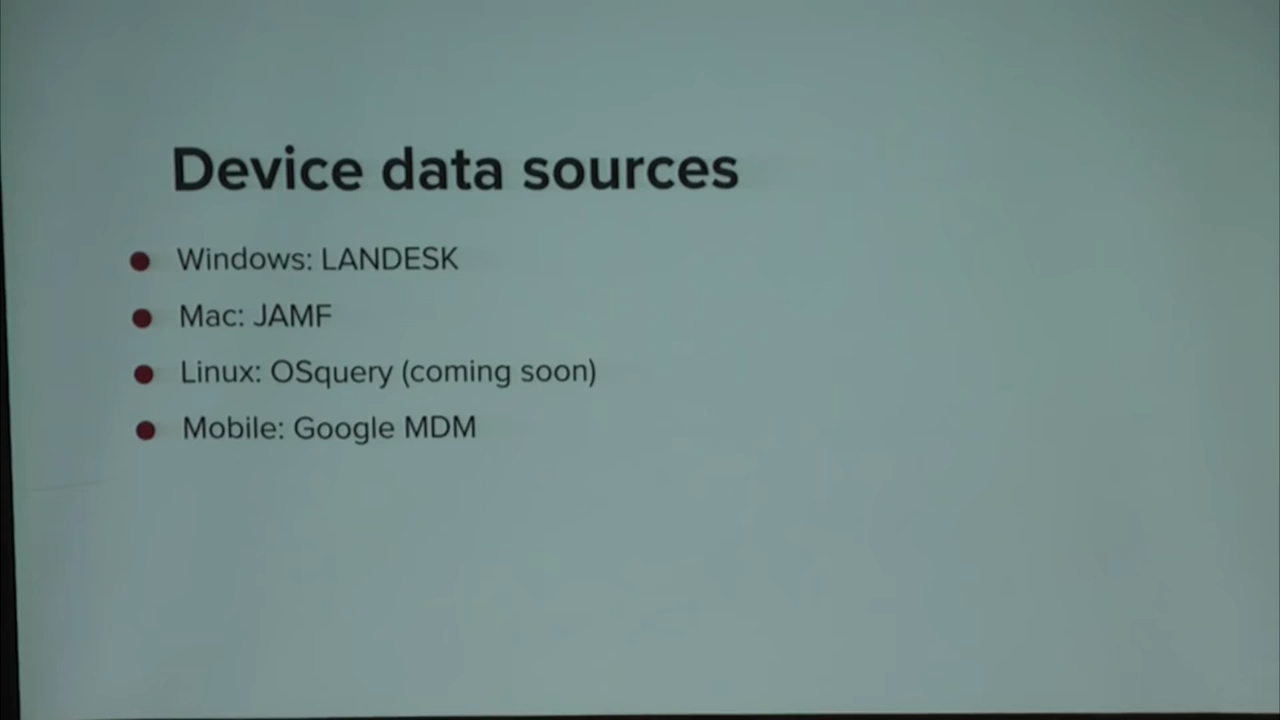 Device data sources
Windows: LANDESK
Mac: JAMF
Linux: OSquery (coming soon)
Mobile: Google MDM